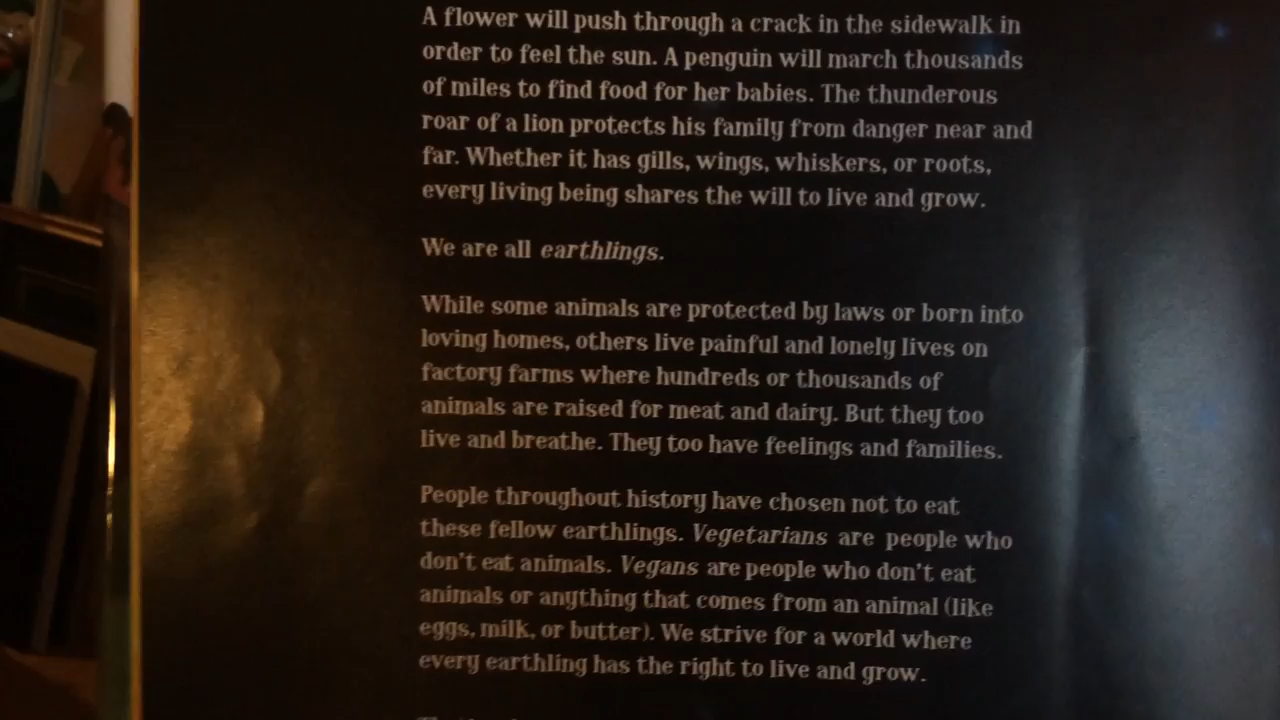 A flower will push through a crack in the sidewalk in
order to feel the sun. A penguin will march thousands
of miles to find food for her babies. The thunderous
roar of a lion protects his family from danger near and
far. Whether it has gills, wings, whiskers, or roots,
every living being shares the will to live and grow.
We are all earthlings.
While some animals are protected by laws or born into
loving homes, others live painful and lonely lives on
factory farms where hundreds or thousands of
animals are raised for meat and dairy. But they too
live and breathe. They too have feelings and families.
People throughout history have chosen not to eat
these fellow earthlings. Vegetarians are people who
don't eat animals. Vegans are people who don't eat
animals or anything that comes from an animal (like
eggs, milk, or butter). We strive for a world where
every earthling has the right to live and grow.